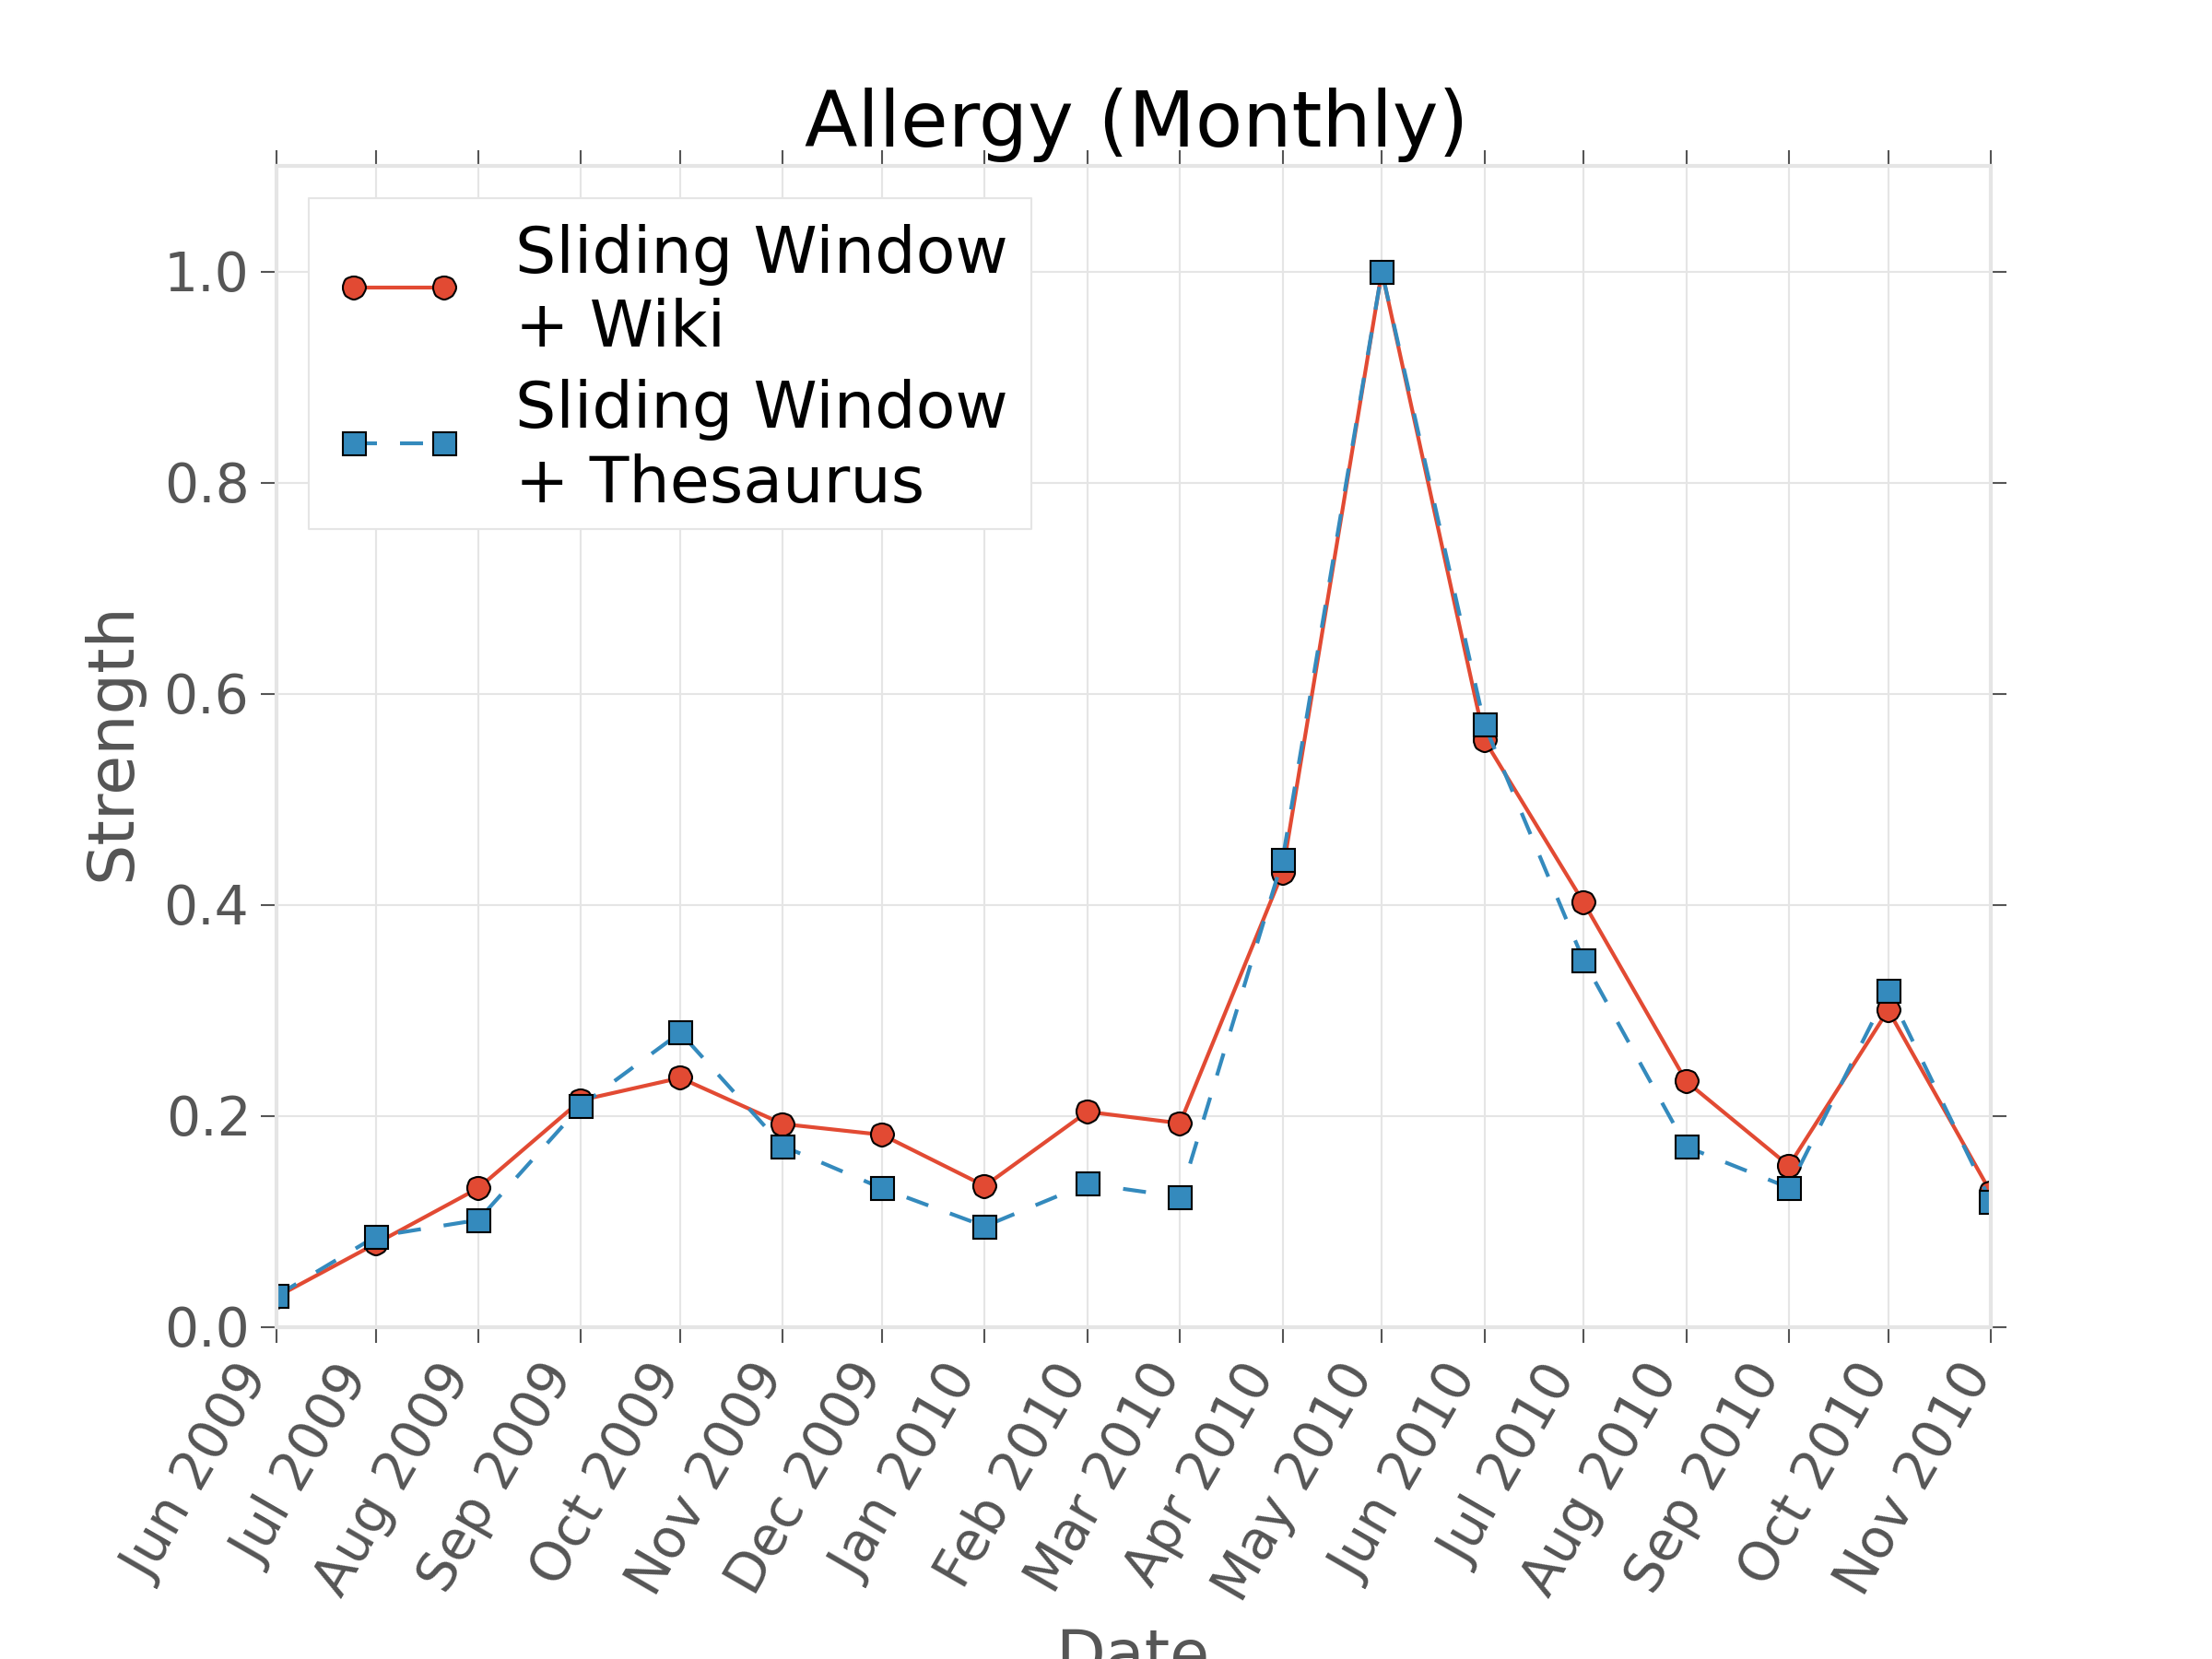 Allergy (Monthly)
Sliding Window
+ Wiki
Sliding Window
+ Thesaurus
Strength
1.0
0.8
0.6
0.4
0.2
0.0
Jun 2009
Jul 2009
Aug 2009
Sep 2009
Oct 2009
Nov 2009
Dec 2009
Jan 2010
Feb 2010
Mar 2010
Apr 2010
May 2010
Jun 2010
Jul 2010
Aug 2010
Sep 2010
Oct 2010
Nov 2010
Date